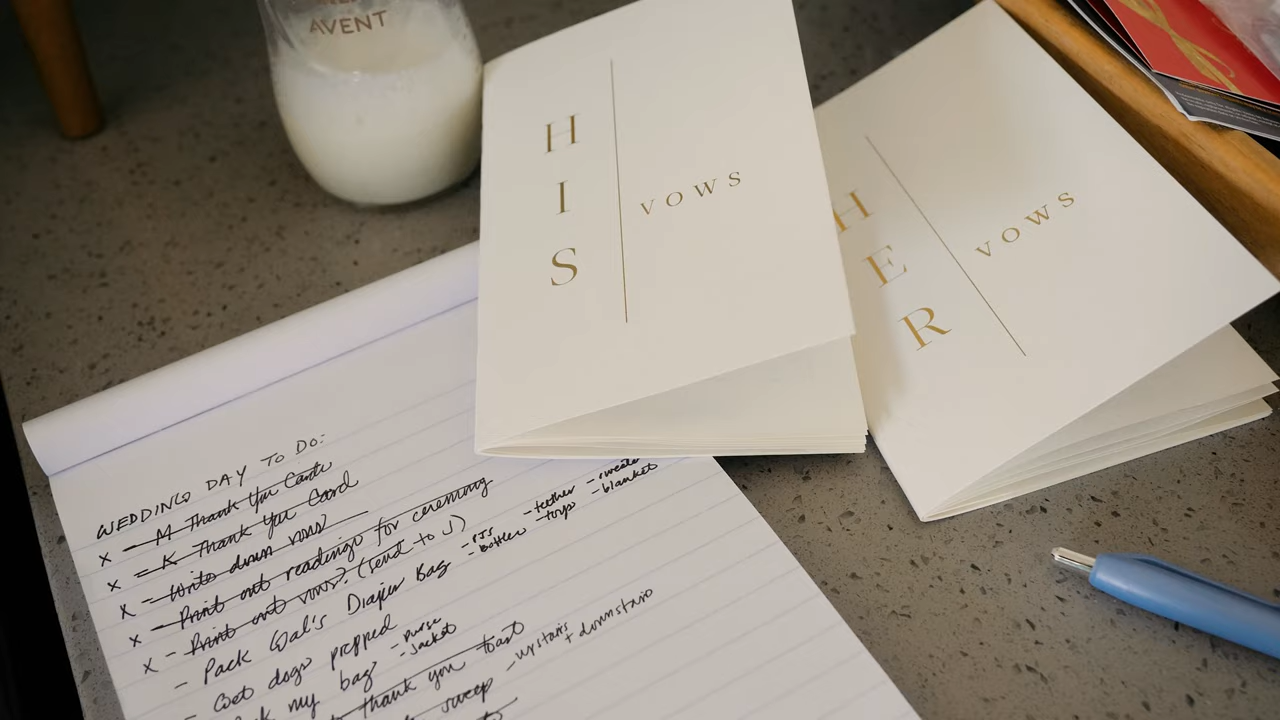 AVENT
H
I
S
VOWS
H
E
R
VOWS
WEDDING DAY TO DO:
x - M Thank You Cards
x - K Thank You Card
x - Write down vows
x - Print out readings for ceremony
x - Print out vows. (send to J)
- Pack Wal's Diaper Bag
- PJs
- Bottles
- teether
- toys
- sweater
- blanket
- Get dogs prepped
my bag
- purse
- jacket
thank you toast
sweep
- upstairs
+ downstairs